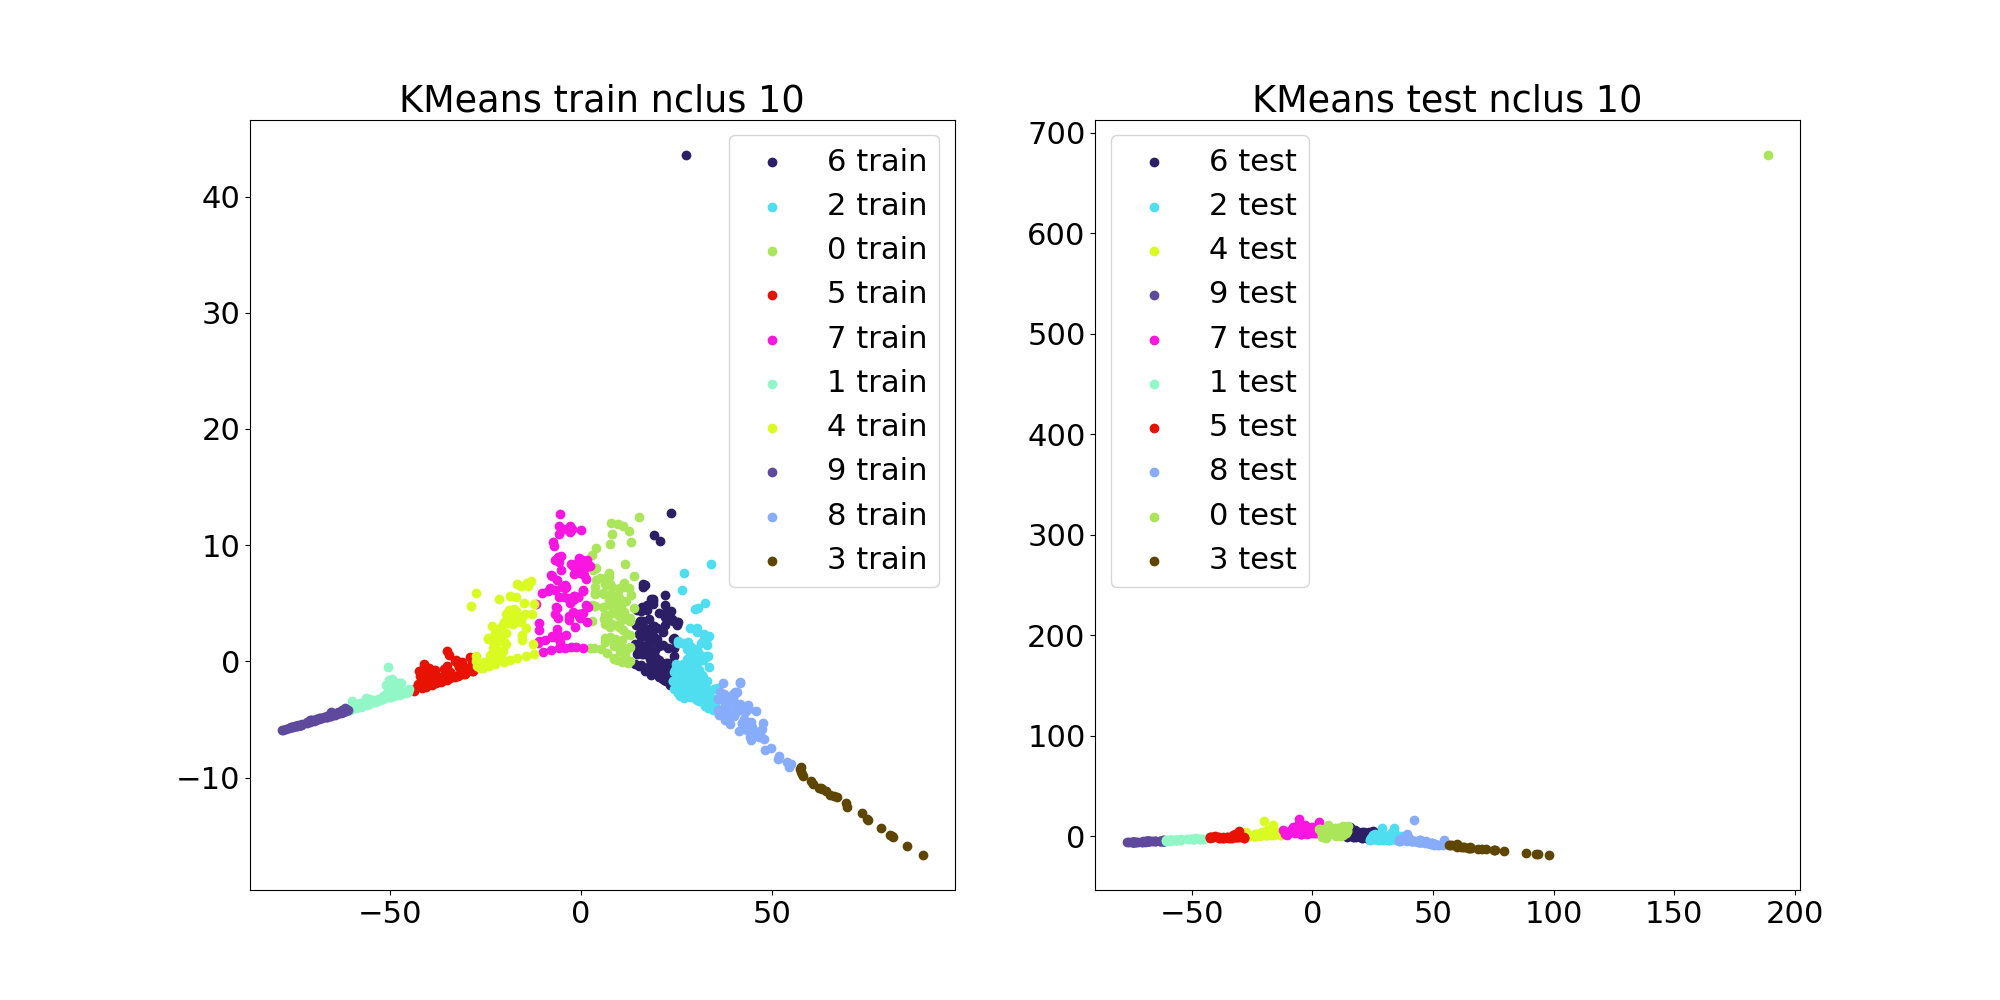 KMeans train nclus 10
40
30
20
10
0
−10
−50
0
50
6 train
2 train
0 train
5 train
7 train
1 train
4 train
9 train
8 train
3 train
KMeans test nclus 10
700
600
500
400
300
200
100
0
−50
0
50
100
150
200
6 test
2 test
4 test
9 test
7 test
1 test
5 test
8 test
0 test
3 test